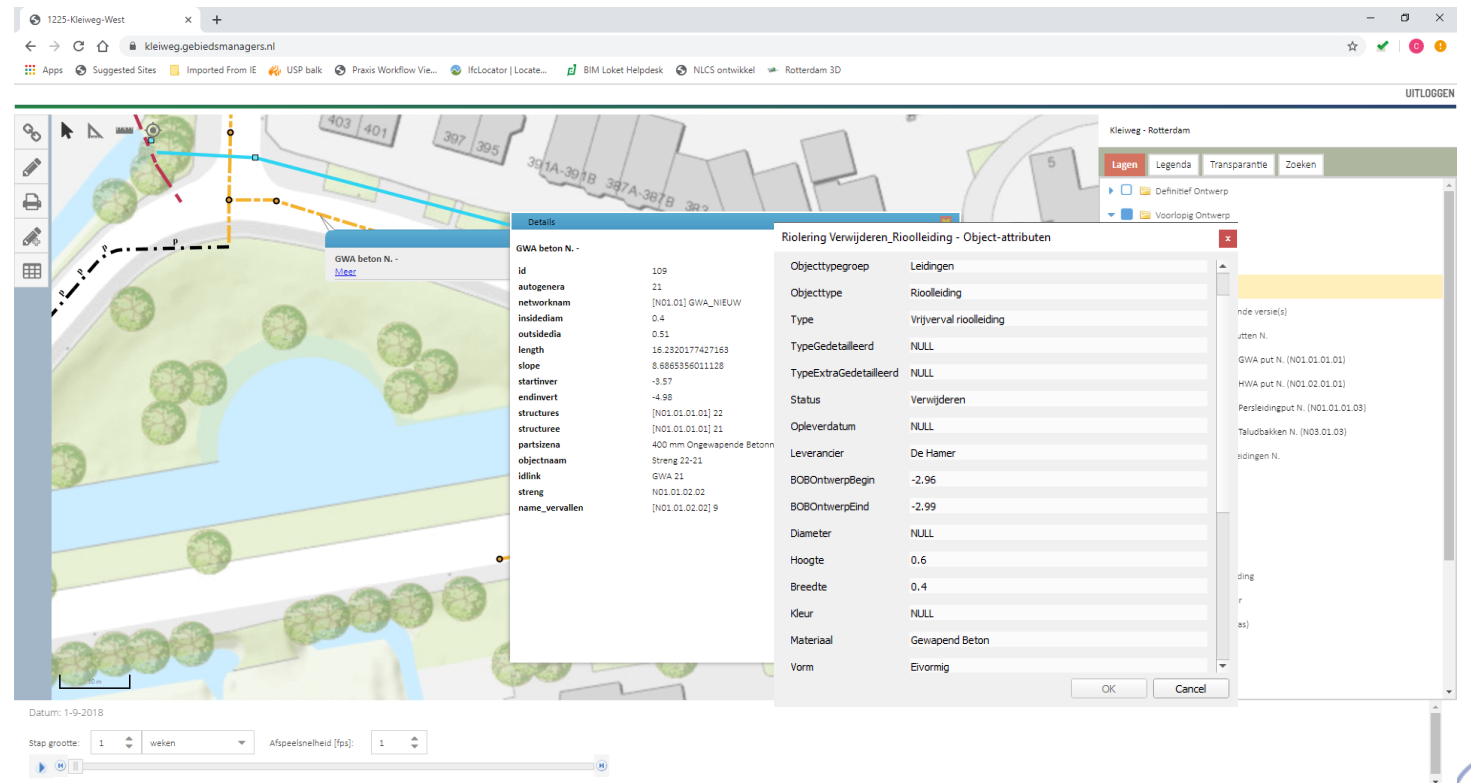 1225-Kleiweg-West
kleiweg.gebiedsmanagers.nl
Apps Suggested Sites Imported From IE USP balk Praxis Workflow Vie... IfcLocator | Locate... BIM Loket Helpdesk NLCS ontwikkel Rotterdam 3D
UITLOGGEN
Kleiweg - Rotterdam
Lagen Legenda Transparantie Zoeken
Definitief Ontwerp
Voorlopig Ontwerp
nde versie(s)
utten N.
GWA put N. (N01.01.01.01)
HWA put N. (N01.02.01.01)
Persleidingput N. (N01.01.01.03)
Taludbakken N. (N03.01.03)
eidingen N.
ding
r
as)
403 401
397 395
391A-391B 387A-387B 383
5
P
P
P
10 m
GWA beton N. -
Meer
Details
GWA beton N. -
id 109
autogenera 21
networknam [N01.01] GWA_NIEUW
insidediam 0.4
outsidedia 0.51
length 16.2320177427163
slope 8.6865356011128
startinver -3.57
endinvert -4.98
structures [N01.01.01.01] 22
structuree [N01.01.01.01] 21
partsizena 400 mm Ongewapende Betonn
objectnaam Streng 22-21
idlink GWA 21
streng N01.01.02.02
name_vervallen [N01.01.02.02] 9
Riolering Verwijderen_Rioolleiding - Object-attributen
Objecttypegroep Leidingen
Objecttype Rioolleiding
Type Vrijverval rioolleiding
TypeGedetailleerd NULL
TypeExtraGedetailleerd NULL
Status Verwijderen
Opleverdatum NULL
Leverancier De Hamer
BOBOntwerpBegin -2.96
BOBOntwerpEind -2.99
Diameter NULL
Hoogte 0.6
Breedte 0.4
Kleur NULL
Materiaal Gewapend Beton
Vorm Eivormig
OK Cancel
Datum: 1-9-2018
Stap grootte: 1 weken Afspeelsnelheid [fps]: 1